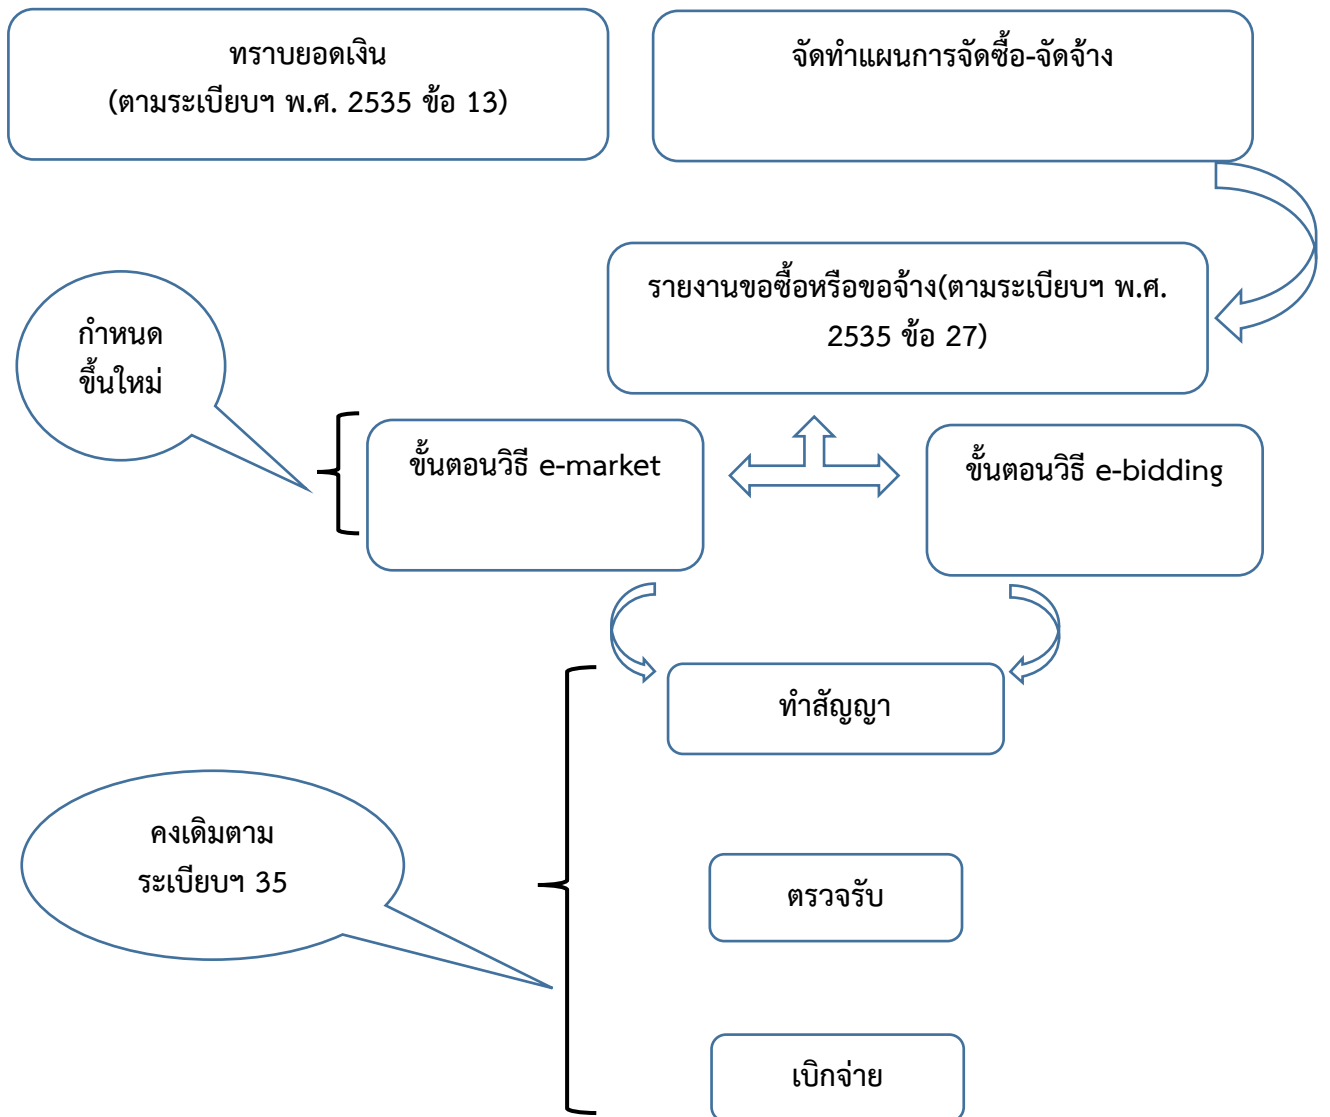 ทราบยอดเงิน
(ตามระเบียบฯ พ.ศ. 2535 ข้อ 13)
จัดทำแผนการจัดซื้อ-จัดจ้าง
รายงานขอซื้อหรือขอจ้าง(ตามระเบียบฯ พ.ศ.
2535 ข้อ 27)
กำหนด
ขึ้นใหม่
ขั้นตอนวิธี e-market
ขั้นตอนวิธี e-bidding
ทำสัญญา
คงเดิมตาม
ระเบียบฯ 35
ตรวจรับ
เบิกจ่าย